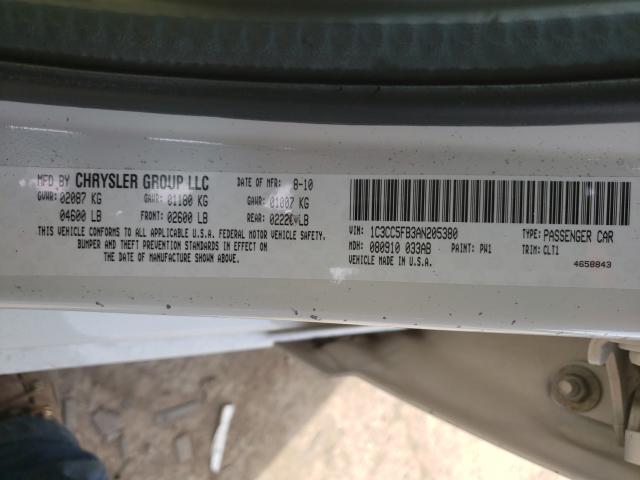 MFD BY CHRYSLER GROUP LLC DATE OF MFR: 8-10
GVWR: 02087 KG GAWR: 01180 KG GAWR: 01007 KG
04600 LB FRONT: 02600 LB REAR: 02220 LB
THIS VEHICLE CONFORMS TO ALL APPLICABLE U.S.A. FEDERAL MOTOR VEHICLE SAFETY,
BUMPER AND THEFT PREVENTION STANDARDS IN EFFECT ON
THE DATE OF MANUFACTURE SHOWN ABOVE.
VIN: 1C3CC5FB3AN205380 TYPE: PASSENGER CAR
MDH: 080910 033AB PAINT: PW1 TRIM: CLT1
VEHICLE MADE IN U.S.A. 4658843